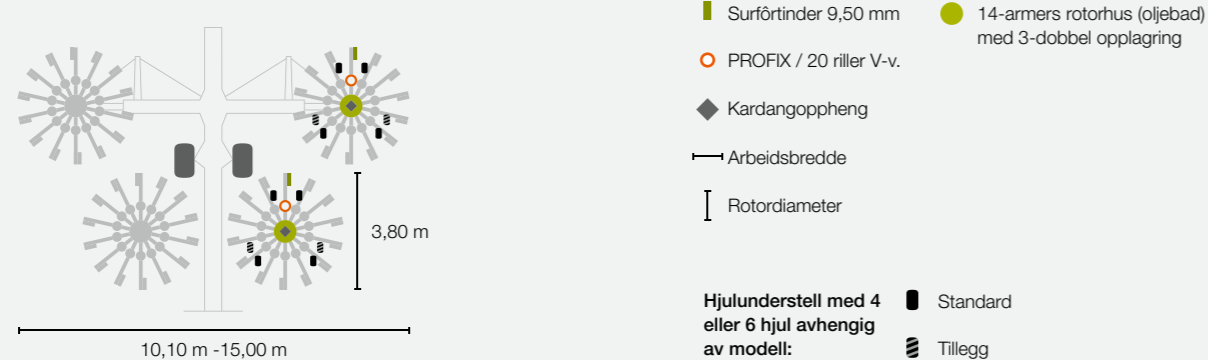 3,80 m
10,10 m -15,00 m
Surfôrtinder 9,50 mm
PROFIX / 20 riller V-v.
Kardangoppheng
Arbeidsbredde
Rotordiameter
14-armers rotorhus (oljebad)
med 3-dobbel opplagring
Hjulunderstell med 4
eller 6 hjul avhengig
av modell:
Standard
Tillegg